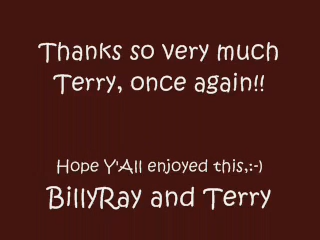 Thanks so very much
Terry, once again!!
Hope Y'All enjoyed this,:-)
BillyRay and Terry